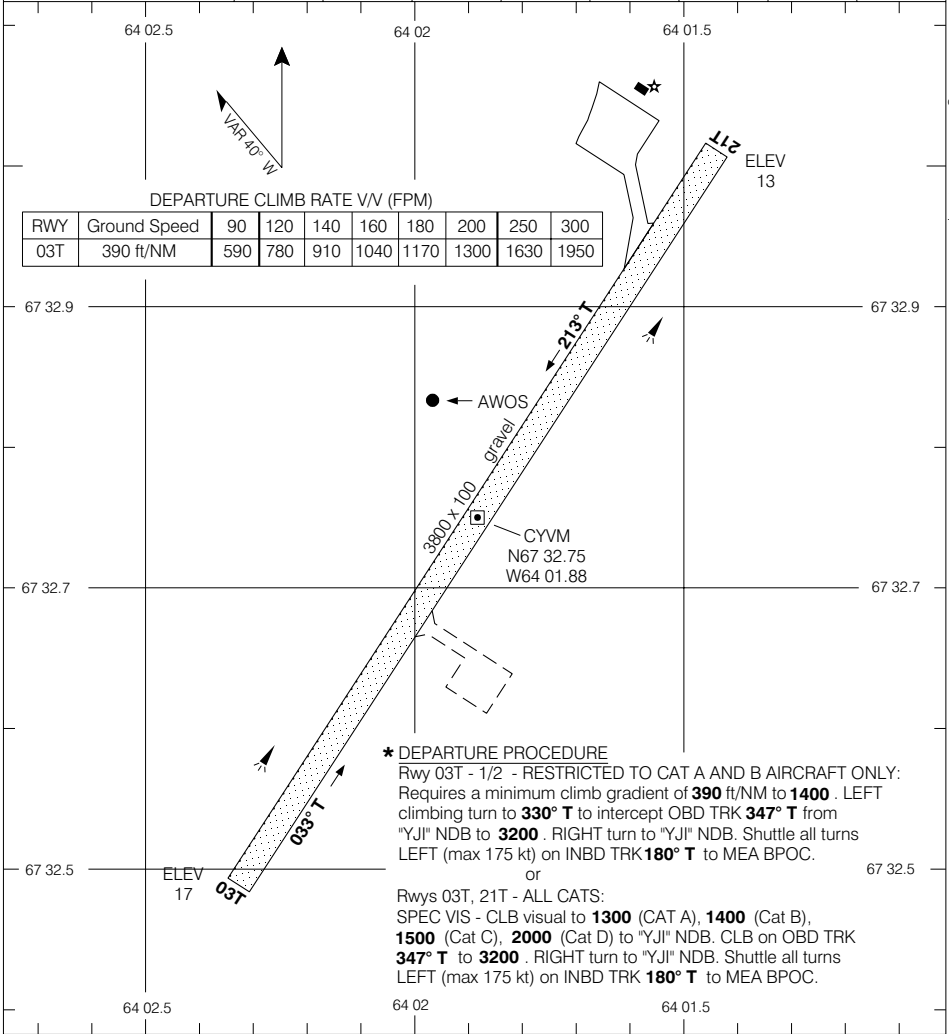 64 02.5
64 02
64 01.5
VAR 40° W
21T
ELEV
13
DEPARTURE CLIMB RATE V/V (FPM)
RWY Ground Speed 90 120 140 160 180 200 250 300
03T 390 ft/NM 590 780 910 1040 1170 1300 1630 1950
67 32.9
67 32.9
213° T
AWOS
gravel
3800 x 100
CYVM
N67 32.75
W64 01.88
67 32.7
67 32.7
033° T
ELEV
17
03T
67 32.5
67 32.5
* DEPARTURE PROCEDURE
Rwy 03T - 1/2 - RESTRICTED TO CAT A AND B AIRCRAFT ONLY:
Requires a minimum climb gradient of 390 ft/NM to 1400 . LEFT
climbing turn to 330° T to intercept OBD TRK 347° T from
"YJI" NDB to 3200 . RIGHT turn to "YJI" NDB. Shuttle all turns
LEFT (max 175 kt) on INBD TRK 180° T to MEA BPOC.
or
Rwys 03T, 21T - ALL CATS:
SPEC VIS - CLB visual to 1300 (CAT A), 1400 (Cat B),
1500 (Cat C), 2000 (Cat D) to "YJI" NDB. CLB on OBD TRK
347° T to 3200 . RIGHT turn to "YJI" NDB. Shuttle all turns
LEFT (max 175 kt) on INBD TRK 180° T to MEA BPOC.
64 02.5
64 02
64 01.5